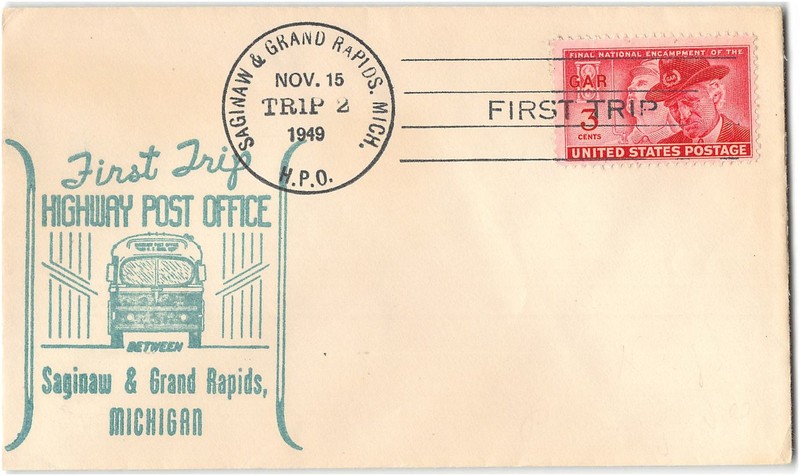 SAGINAW & GRAND RAPIDS, MICH.
NOV. 15
TRIP 2
1949
H.P.O.
FINAL NATIONAL ENCAMPMENT OF THE
GAR
3
CENTS
UNITED STATES POSTAGE
FIRST TRIP
First Trip
HIGHWAY POST OFFICE
BETWEEN
Saginaw & Grand Rapids,
MICHIGAN